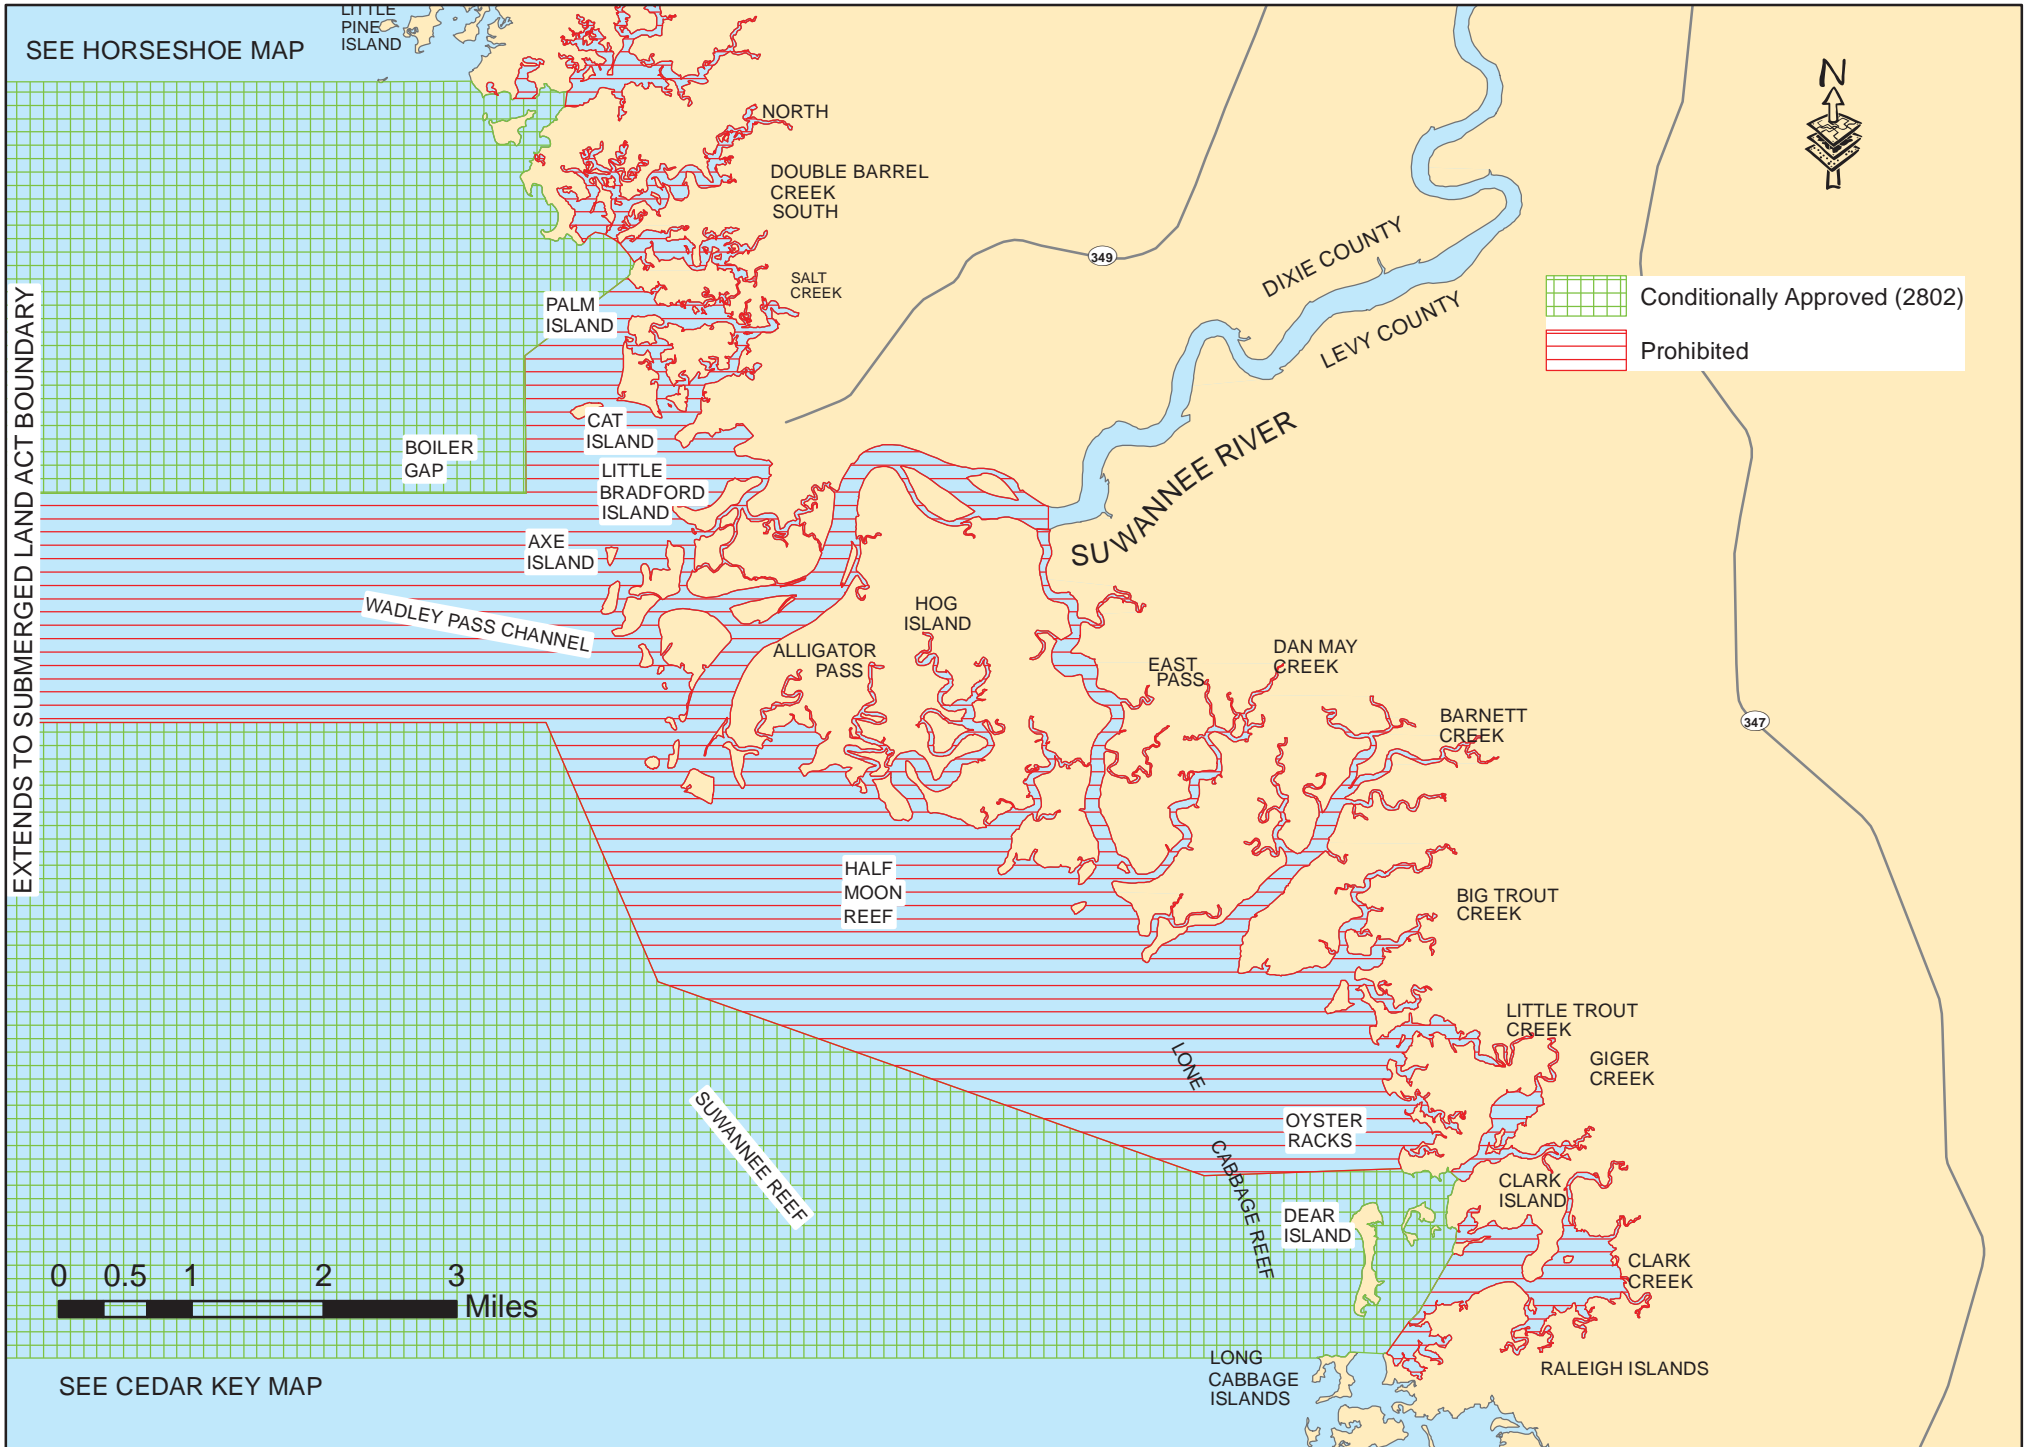 LITTLE
PINE
ISLAND
SEE HORSESHOE MAP
N
NORTH
DOUBLE BARREL
CREEK
SOUTH
349
DIXIE COUNTY
LEVY COUNTY
SALT
CREEK
Conditionally Approved (2802)
Prohibited
PALM
ISLAND
EXTENDS TO SUBMERGED LAND ACT BOUNDARY
CAT
ISLAND
BOILER
GAP
LITTLE
BRADFORD
ISLAND
SUWANNEE RIVER
AXE
ISLAND
WADLEY PASS CHANNEL
HOG
ISLAND
ALLIGATOR
PASS
EAST
PASS
DAN MAY
CREEK
BARNETT
CREEK
347
HALF
MOON
REEF
BIG TROUT
CREEK
LITTLE TROUT
CREEK
GIGER
CREEK
LONE
CABBAGE REEF
OYSTER
RACKS
SUWANNEE REEF
CLARK
ISLAND
DEAR
ISLAND
CLARK
CREEK
0 0.5 1 2 3
Miles
LONG
CABBAGE
ISLANDS
RALEIGH ISLANDS
SEE CEDAR KEY MAP